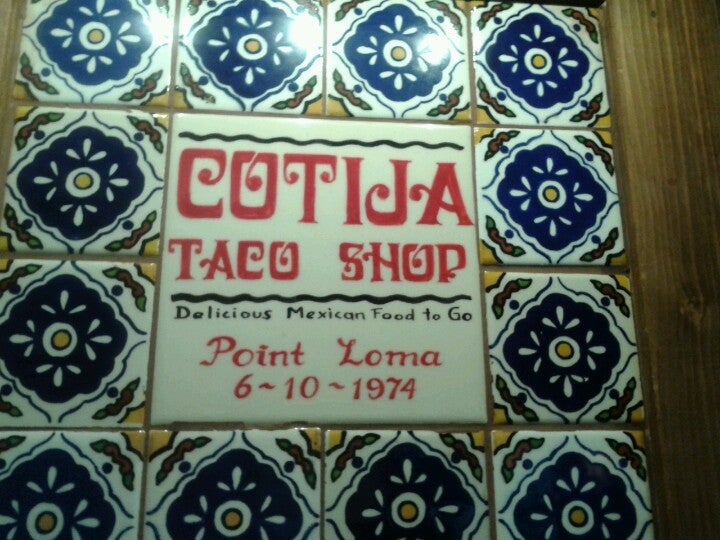 COTIJA
TACO SHOP
Delicious Mexican Food to Go
Point Loma
6~10~1974